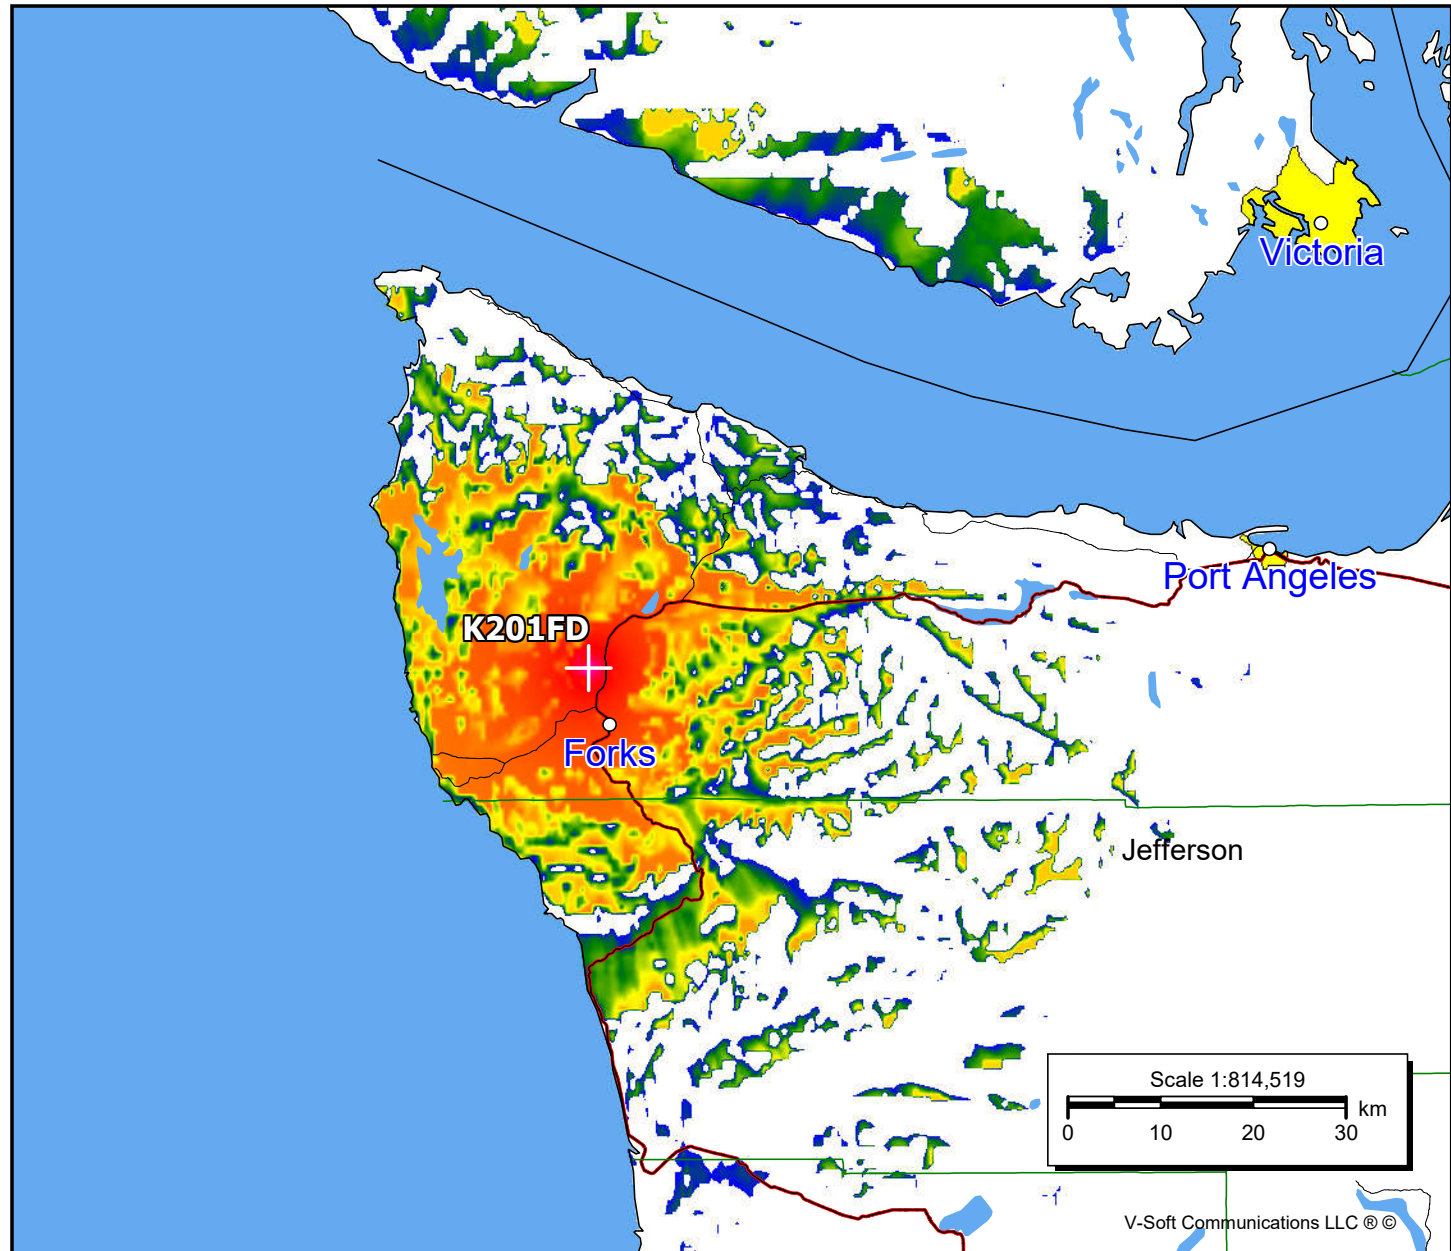 Victoria
Port Angeles
K201FD
Forks
Jefferson
Scale 1:814,519
km
0 10 20 30
V-Soft Communications LLC ® ©